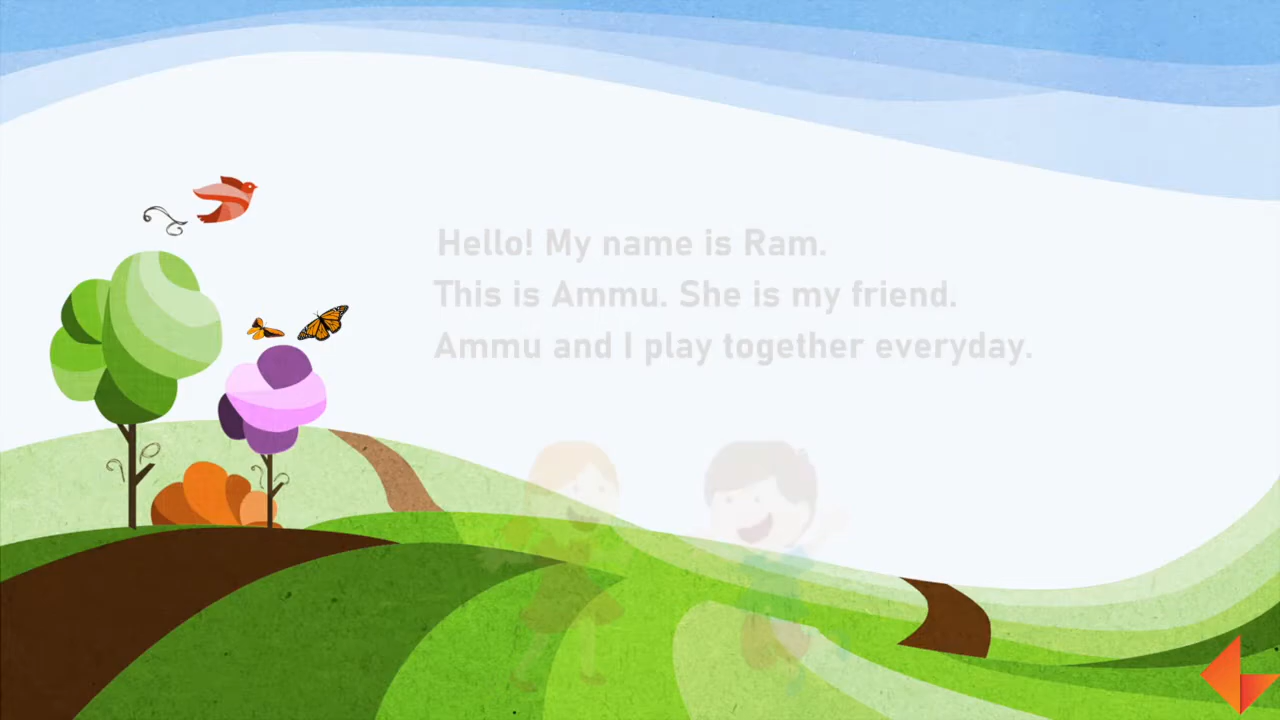 Hello! My name is Ram.
This is Ammu. She is my friend.
Ammu and I play together everyday.